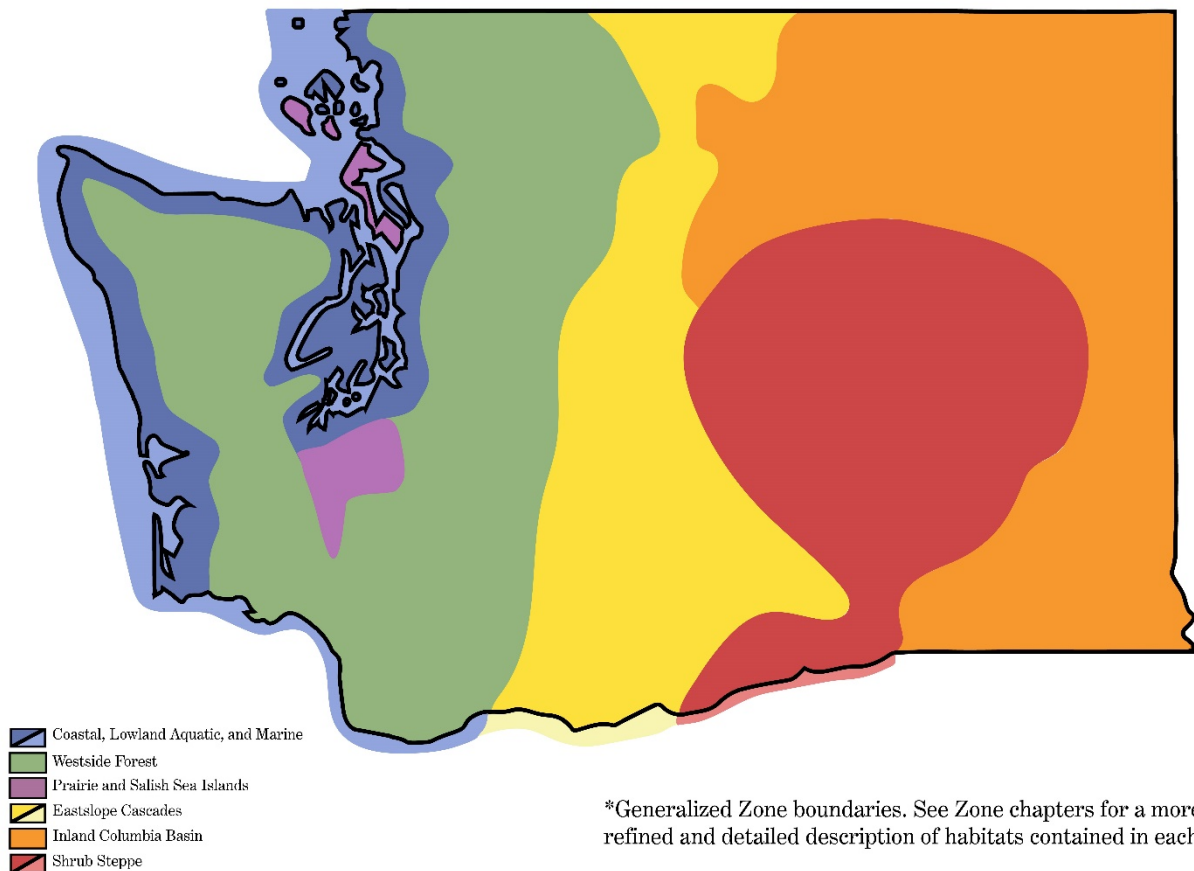 Coastal, Lowland Aquatic, and Marine
Westside Forest
Prairie and Salish Sea Islands
Eastslope Cascades
Inland Columbia Basin
Shrub Steppe
*Generalized Zone boundaries. See Zone chapters for a more
refined and detailed description of habitats contained in each